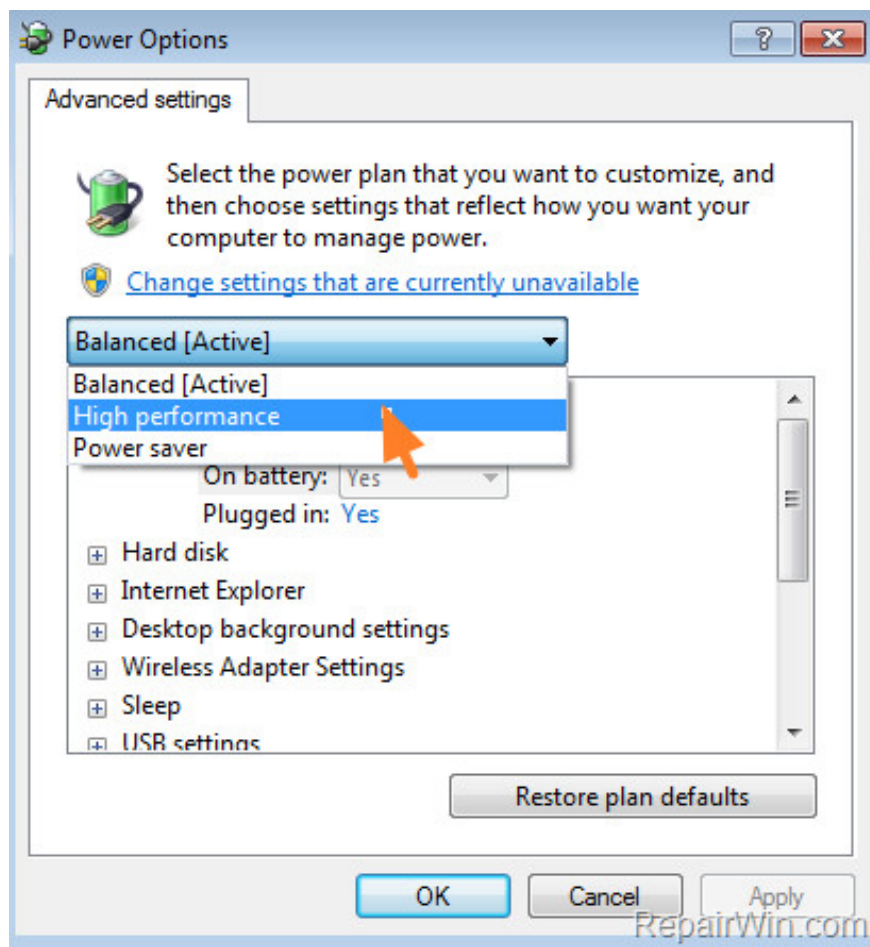 Power Options
Advanced settings
Select the power plan that you want to customize, and
then choose settings that reflect how you want your
computer to manage power.
Change settings that are currently unavailable
Balanced [Active]
Balanced [Active]
High performance
Power saver
On battery: Yes
Plugged in: Yes
Hard disk
Internet Explorer
Desktop background settings
Wireless Adapter Settings
Sleep
USB settings
Restore plan defaults
OK Cancel Apply
RepairWin.com